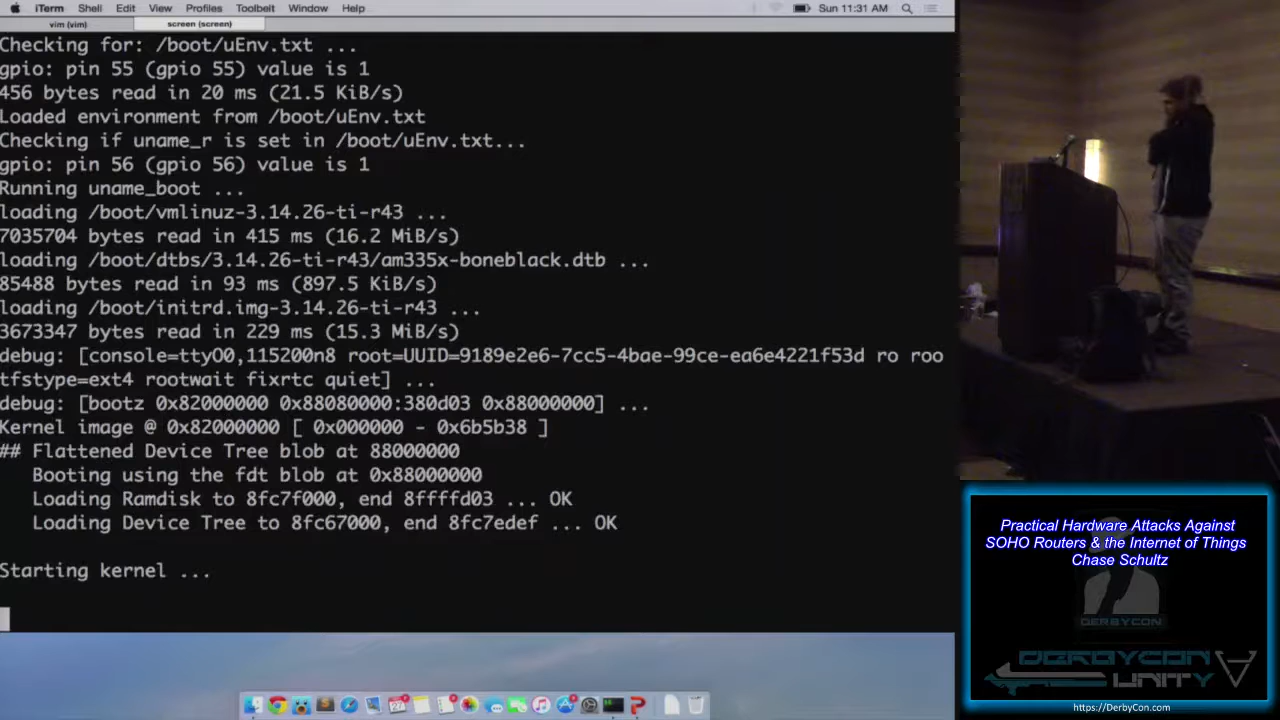 iTerm Shell Edit View Profiles Toolbelt Window Help Sun 11:31 AM
vim (vim) screen (screen)
Checking for: /boot/uEnv.txt ...
gpio: pin 55 (gpio 55) value is 1
456 bytes read in 20 ms (21.5 KiB/s)
Loaded environment from /boot/uEnv.txt
Checking if uname_r is set in /boot/uEnv.txt...
gpio: pin 56 (gpio 56) value is 1
Running uname_boot ...
loading /boot/vmlinuz-3.14.26-ti-r43 ...
7035704 bytes read in 415 ms (16.2 MiB/s)
loading /boot/dtbs/3.14.26-ti-r43/am335x-boneblack.dtb ...
85488 bytes read in 93 ms (897.5 KiB/s)
loading /boot/initrd.img-3.14.26-ti-r43 ...
3673347 bytes read in 229 ms (15.3 MiB/s)
debug: [console=ttyO0,115200n8 root=UUID=9189e2e6-7cc5-4bae-99ce-ea6e4221f53d ro roo
tfstype=ext4 rootwait fixrtc quiet] ...
debug: [bootz 0x82000000 0x88080000:380d03 0x88000000] ...
Kernel image @ 0x82000000 [ 0x000000 - 0x6b5b38 ]
## Flattened Device Tree blob at 88000000
Booting using the fdt blob at 0x88000000
Loading Ramdisk to 8fc7f000, end 8ffffd03 ... OK
Loading Device Tree to 8fc67000, end 8fc7edef ... OK
Starting kernel ...
Practical Hardware Attacks Against
SOHO Routers & the Internet of Things
Chase Schultz
DERBYCON
DERBYCON
UNITY
https://DerbyCon.com